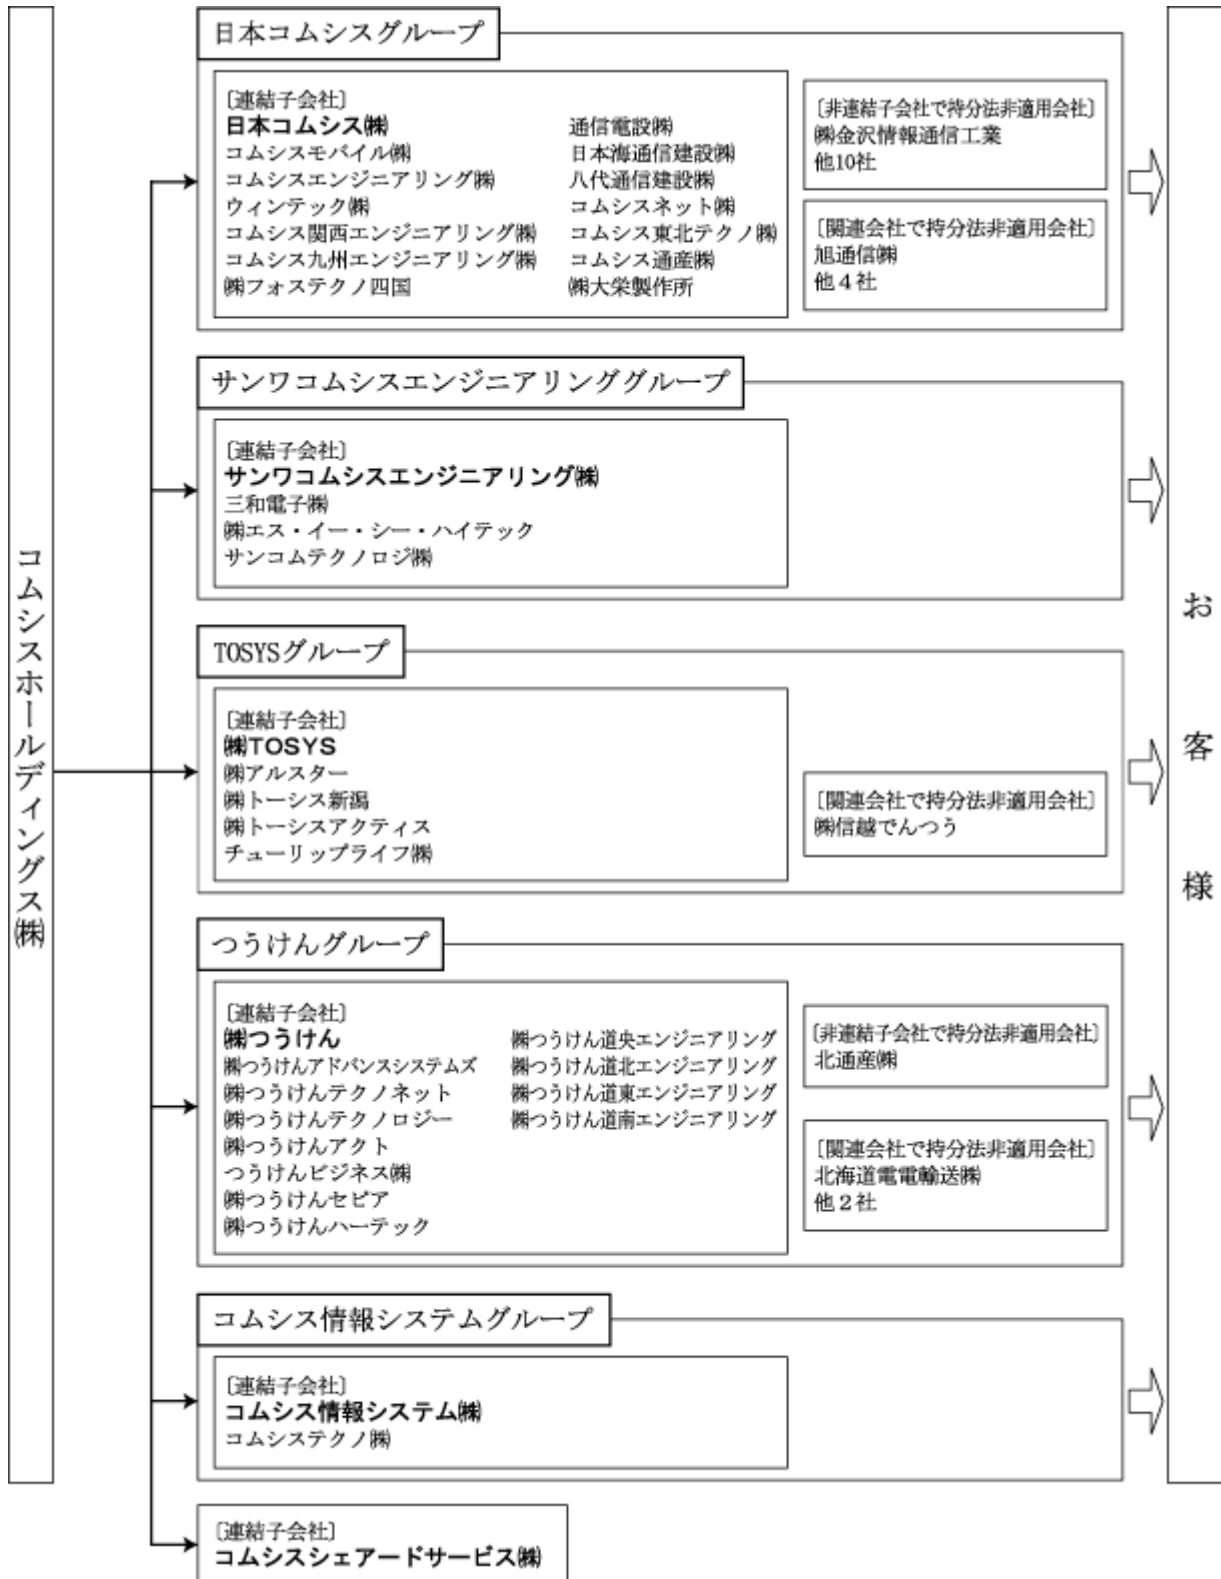 コムシスホールディングス㈱
日本コムシスグループ
〔連結子会社〕
日本コムシス㈱
コムシスモバイル㈱
コムシスエンジニアリング㈱
ウィンテック㈱
コムシス関西エンジニアリング㈱
コムシス九州エンジニアリング㈱
㈱フォステクノ四国
通信電設㈱
日本海通信建設㈱
八代通信建設㈱
コムシスネット㈱
コムシス東北テクノ㈱
コムシス通産㈱
㈱大栄製作所
〔非連結子会社で持分法非適用会社〕
㈱金沢情報通信工業
他10社
〔関連会社で持分法非適用会社〕
旭通信㈱
他４社
サンワコムシスエンジニアリンググループ
〔連結子会社〕
サンワコムシスエンジニアリング㈱
三和電子㈱
㈱エス・イー・シー・ハイテック
サンコムテクノロジ㈱
TOSYSグループ
〔連結子会社〕
㈱TOSYS
㈱アルスター
㈱トーシス新潟
㈱トーシスアクティス
チューリップライフ㈱
〔関連会社で持分法非適用会社〕
㈱信越でんつう
つうけんグループ
〔連結子会社〕
㈱つうけん
㈱つうけんアドバンスシステムズ
㈱つうけんテクノネット
㈱つうけんテクノロジー
㈱つうけんアクト
つうけんビジネス㈱
㈱つうけんセピア
㈱つうけんハーテック
㈱つうけん道央エンジニアリング
㈱つうけん道北エンジニアリング
㈱つうけん道東エンジニアリング
㈱つうけん道南エンジニアリング
〔非連結子会社で持分法非適用会社〕
北通産㈱
〔関連会社で持分法非適用会社〕
北海道電電輸送㈱
他２社
コムシス情報システムグループ
〔連結子会社〕
コムシス情報システム㈱
コムシステクノ㈱
〔連結子会社〕
コムシスシェアードサービス㈱
お客様